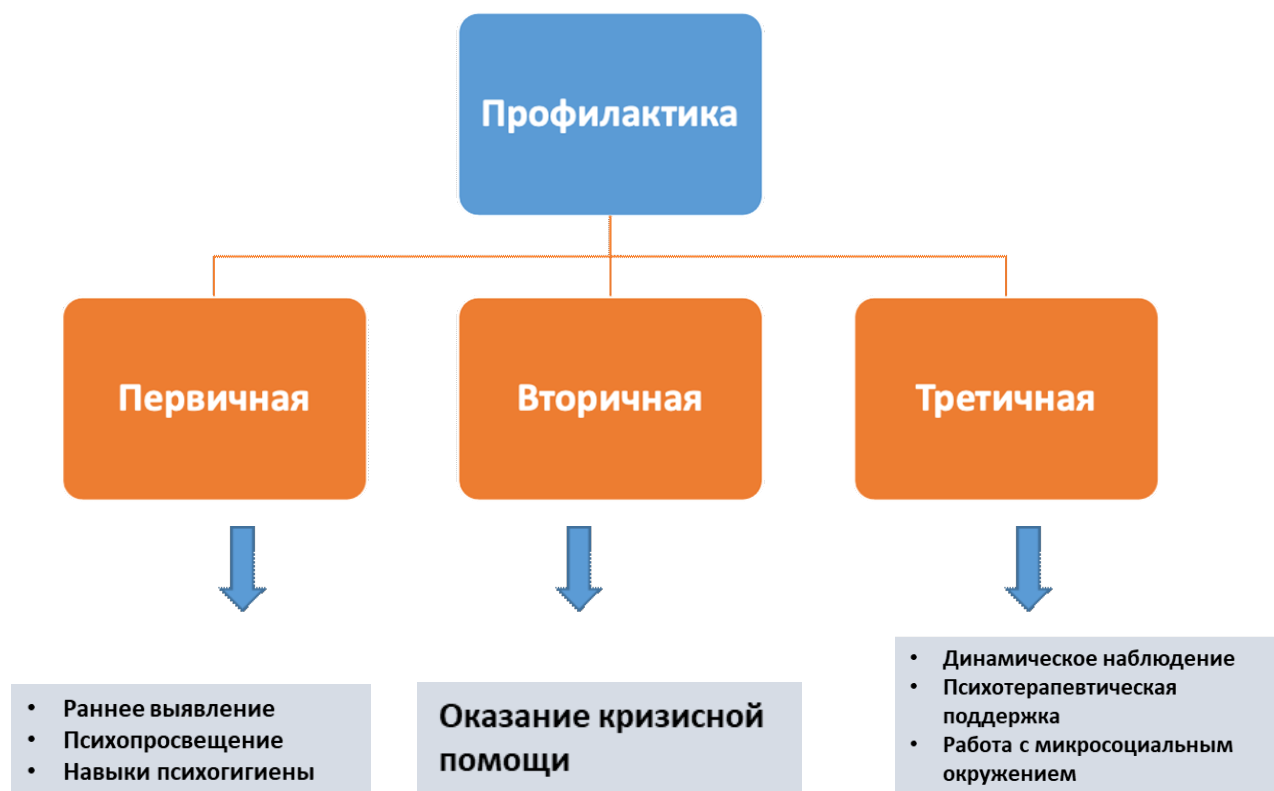 Профилактика
Первичная
Вторичная
Третичная
• Раннее выявление
• Психопросвещение
• Навыки психогигиены
Оказание кризисной
помощи
• Динамическое наблюдение
• Психотерапевтическая
поддержка
• Работа с микросоциальным
окружением